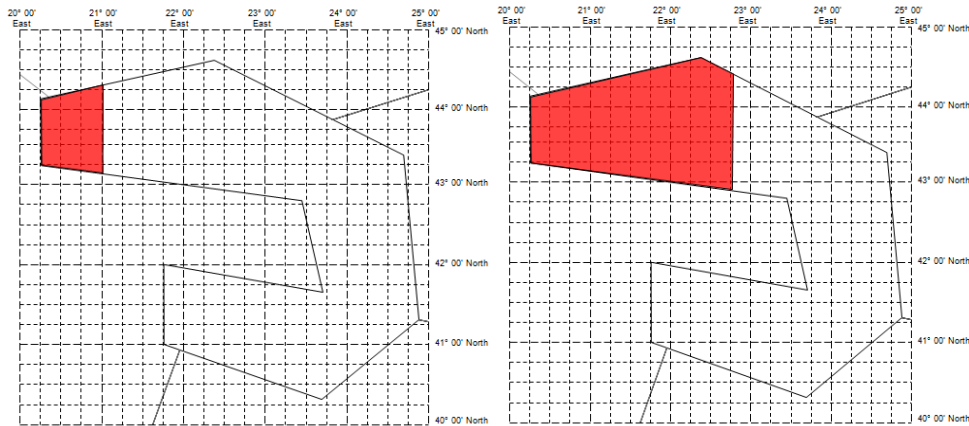 20° 00' 21° 00' 22° 00' 23° 00' 24° 00' 25° 00'
East East East East East East
45° 00' North
44° 00' North
43° 00' North
42° 00' North
41° 00' North
40° 00' North
20° 00' 21° 00' 22° 00' 23° 00' 24° 00' 25° 00'
East East East East East East
45° 00' North
44° 00' North
43° 00' North
42° 00' North
41° 00' North
40° 00' North